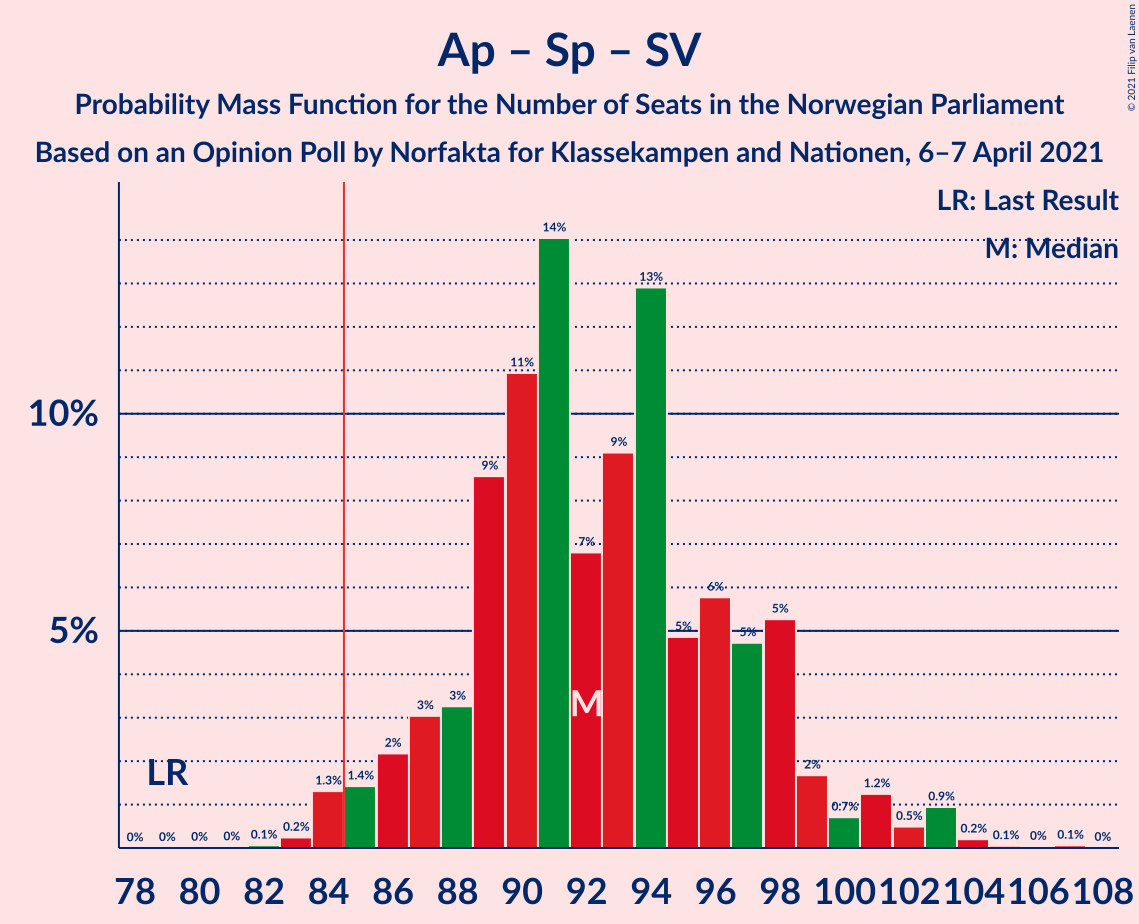 © 2021 Filip van Laenen
Ap – Sp – SV
Probability Mass Function for the Number of Seats in the Norwegian Parliament
Based on an Opinion Poll by Norfakta for Klassekampen and Nationen, 6–7 April 2021
LR: Last Result
M: Median
10%
5%
LR
M
0% 0% 0% 0% 0.1% 0.2% 1.3% 1.4% 2% 3% 3% 9% 11% 14% 7% 9% 13% 5% 6% 5% 5% 2% 0.7% 1.2% 0.5% 0.9% 0.2% 0.1% 0% 0.1% 0%
78 80 82 84 86 88 90 92 94 96 98 100 102 104 106 108